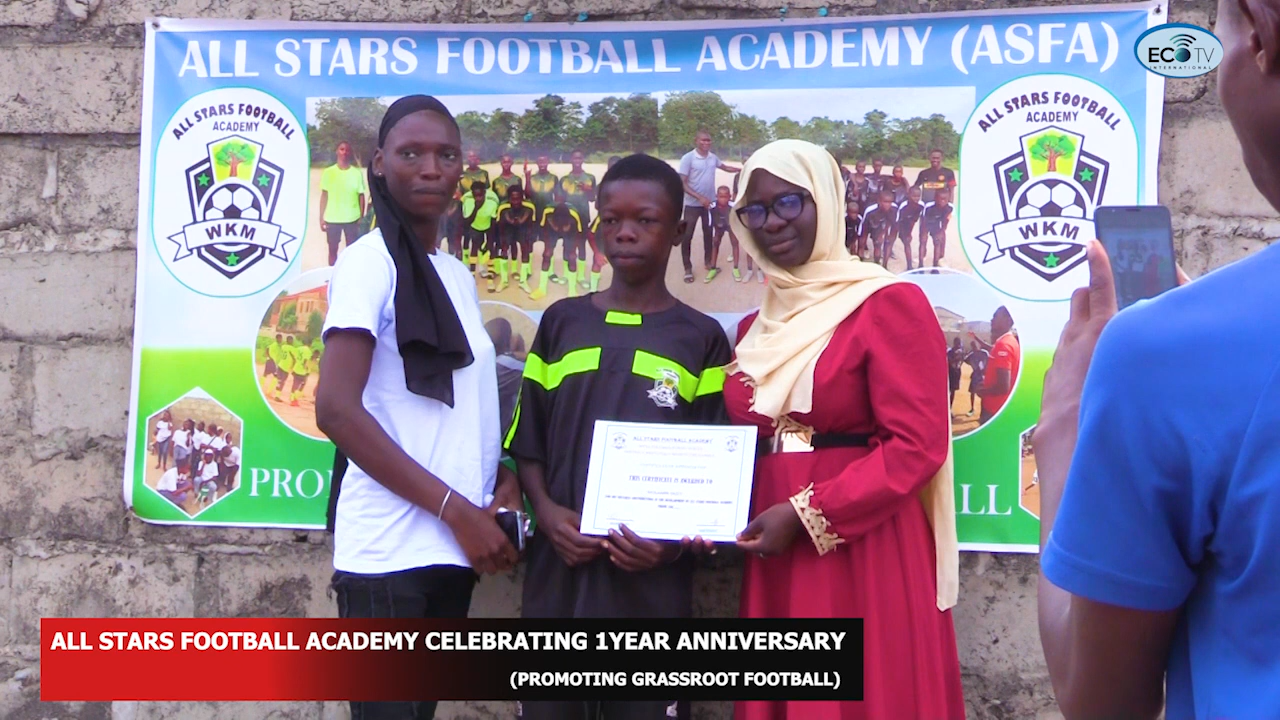 ALL STARS FOOTBALL ACADEMY (ASFA)
ECO TV
INTERNATIONAL
ALL STARS FOOTBALL
ACADEMY
WKM
ALL STARS FOOTBALL
ACADEMY
WKM
ALL STARS FOOTBALL ACADEMY
THIS CERTIFICATE IS AWARDED TO
PRO
ALL
ALL STARS FOOTBALL ACADEMY CELEBRATING 1YEAR ANNIVERSARY
(PROMOTING GRASSROOT FOOTBALL)